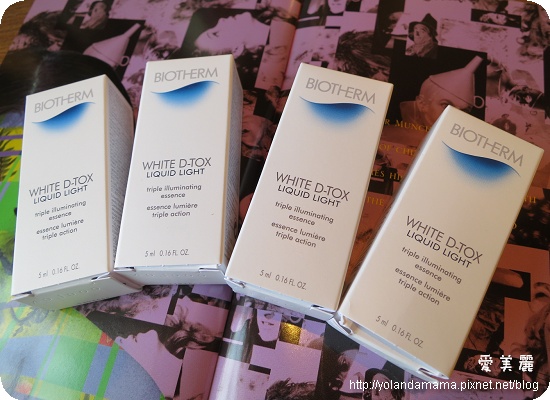 BIOTHERM
WHITE D-TOX
LIQUID LIGHT
triple illuminating
essence
essence lumière
triple action
5 ml 0.16 FL. OZ.
BIOTHERM
WHITE D-TOX
LIQUID LIGHT
triple illuminating
essence
essence lumière
triple action
5 ml 0.16 FL. OZ.
BIOTHERM
WHITE D-TOX
LIQUID LIGHT
triple illuminating
essence
essence lumière
triple action
5 ml 0.16 FL. OZ.
BIOTHERM
WHITE D-TOX
LIQUID LIGHT
triple illuminating
essence
essence lumière
triple action
5 ml 0.16 FL. OZ.
愛美麗
http://yolandamama.pixnet.net/blog